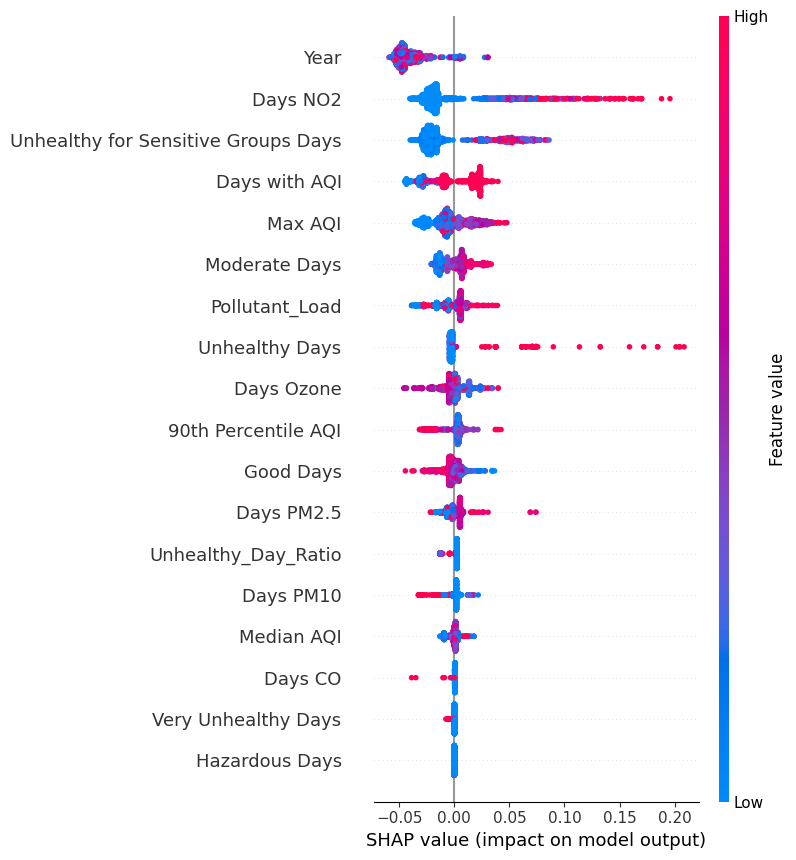 High
Year
Days NO2
Unhealthy for Sensitive Groups Days
Days with AQI
Max AQI
Moderate Days
Pollutant_Load
Unhealthy Days
Days Ozone
90th Percentile AQI
Good Days
Days PM2.5
Unhealthy_Day_Ratio
Days PM10
Median AQI
Days CO
Very Unhealthy Days
Hazardous Days
Feature value
Low
−0.05 0.00 0.05 0.10 0.15 0.20
SHAP value (impact on model output)